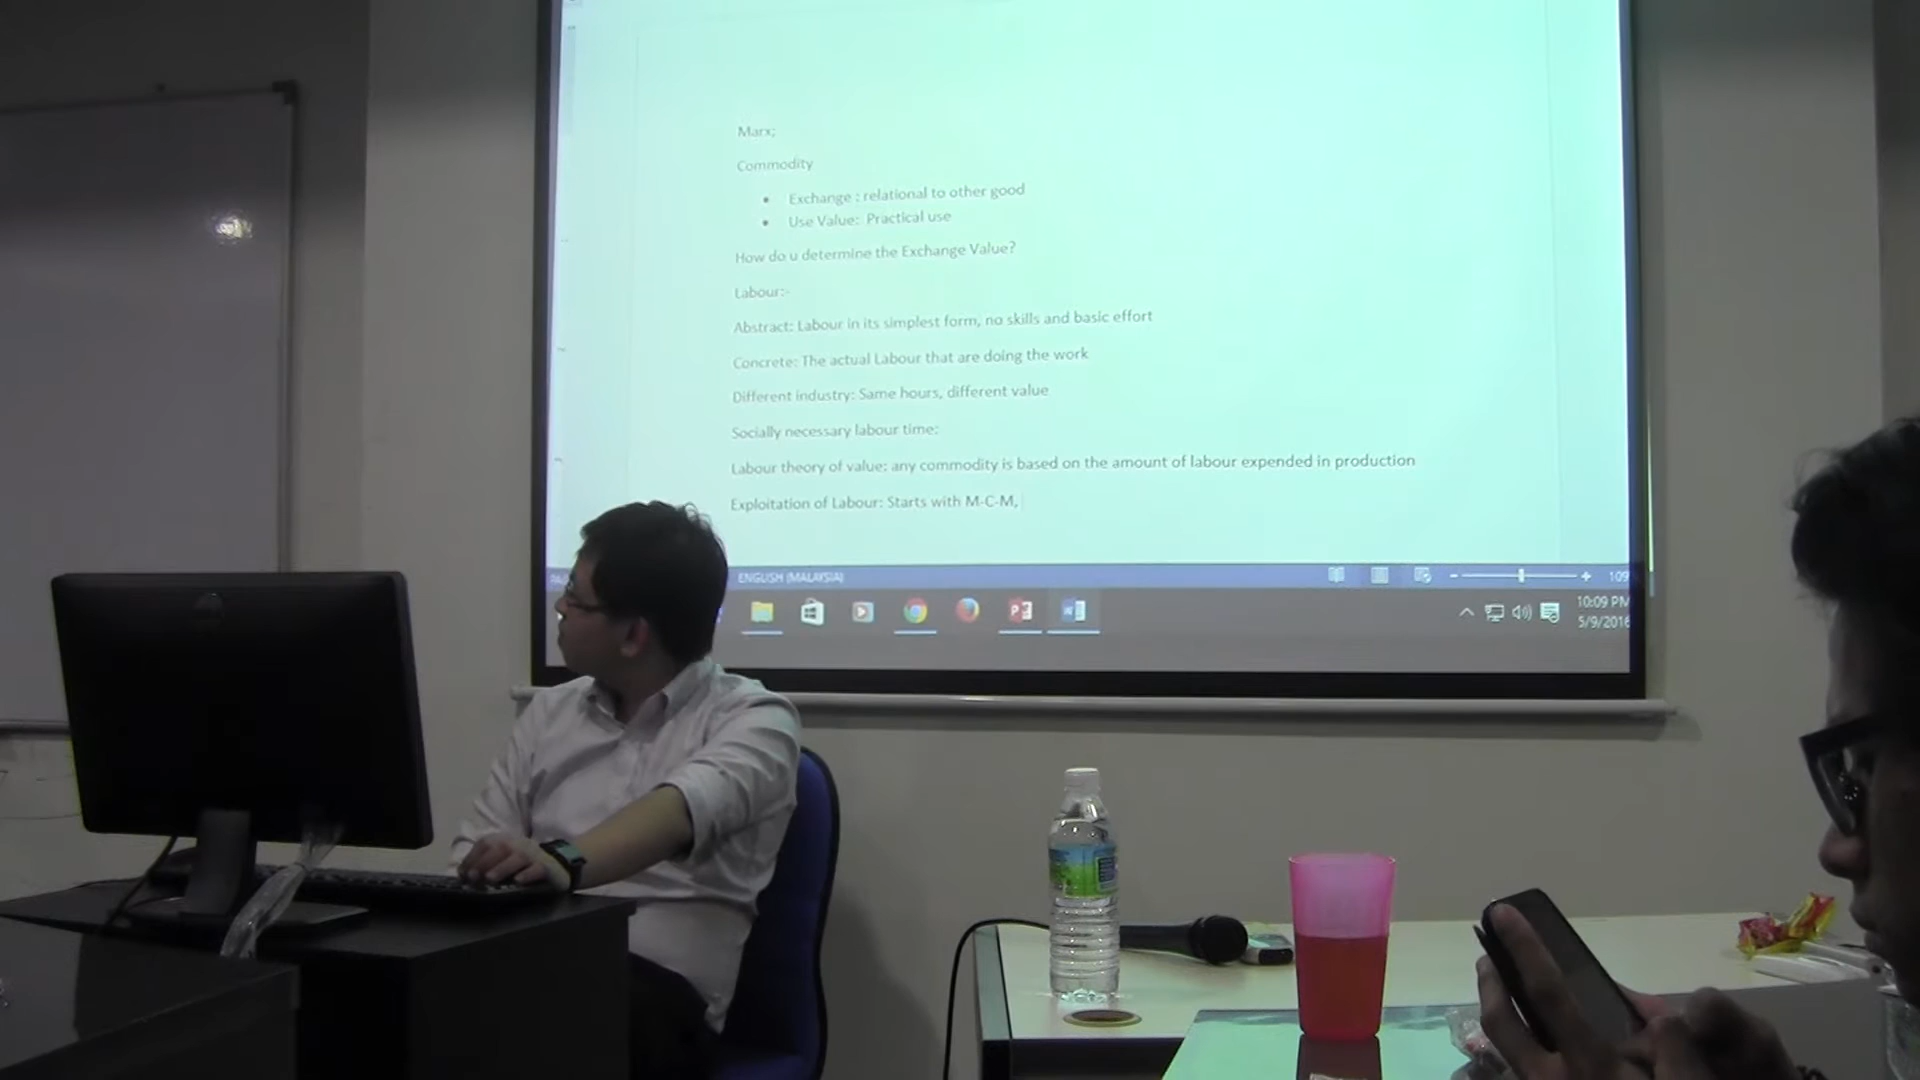 Marx;
Commodity
• Exchange : relational to other good
• Use Value: Practical use
How do u determine the Exchange Value?
Labour:-
Abstract: Labour in its simplest form, no skills and basic effort
Concrete: The actual Labour that are doing the work
Different industry: Same hours, different value
Socially necessary labour time:
Labour theory of value: any commodity is based on the amount of labour expended in production
Exploitation of Labour: Starts with M-C-M,
ENGLISH (MALAYSIA)
109
10:09 PM
5/9/2016